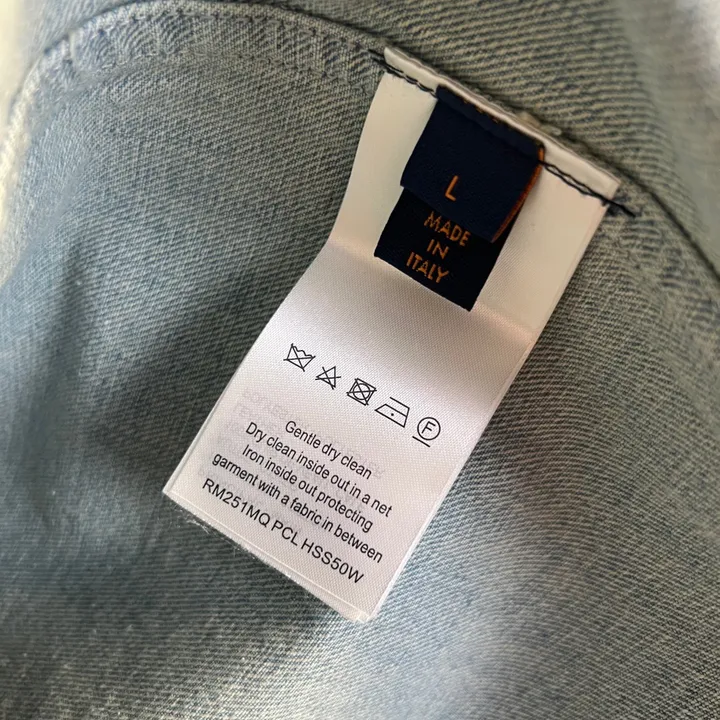 L
MADE
IN
ITALY
F
Gentle dry clean
Dry clean inside out in a net
Iron inside out protecting
garment with a fabric in between
RM251MQ PCL HSS50W